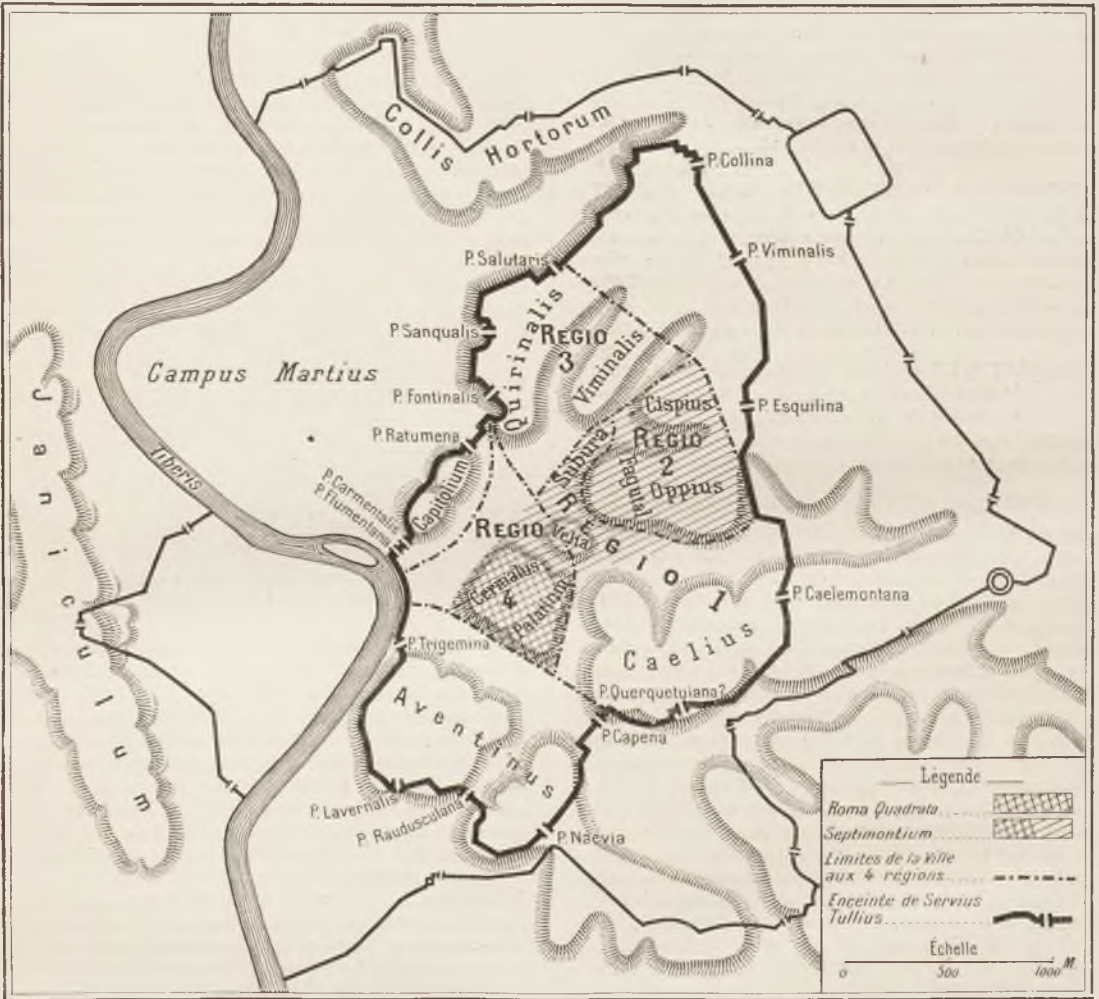 Collis Hortorum
P. Collina
P. Salutaris
P. Viminalis
P. Sanqualis
Quirinalis
REGIO
3
Viminalis
Campus Martius
P. Fontinalis
Cispius
P. Esquilina
P. Ratumena
Subura
REGIO
2
Fagutal
Oppius
Janiculum
Tiberis
P. Carmentalis
P. Flumentana
Capitolium
REGIO
4
Velia
REGIO 1
Cermalus
Palatium
P. Caelemontana
P. Trigemina
Caelius
P. Querquetulana?
Aventinus
P. Capena
P. Lavernalis
P. Raudusculana
P. Naevia
Légende
Roma Quadrata
Septimontium
Limites de la Ville
aux 4 régions
Enceinte de Servius
Tullius
Échelle
0 500 1000 M.